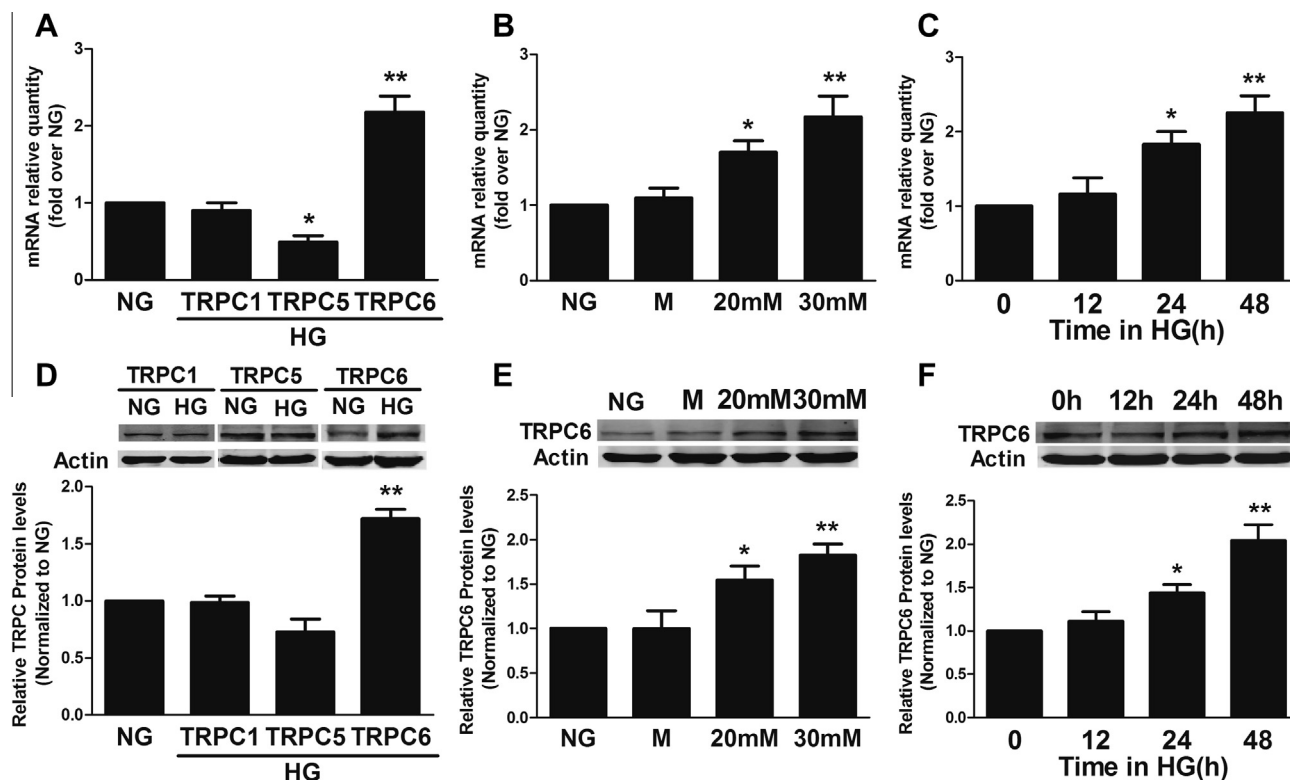 A
mRNA relative quantity
(fold over NG)
3
2
1
0
*
**
NG TRPC1 TRPC5 TRPC6
HG
B
mRNA relative quantity
(fold over NG)
3
2
1
0
*
**
NG M 20mM 30mM
C
mRNA relative quantity
(fold over NG)
3
2
1
0
*
**
0 12 24 48
Time in HG(h)
D
TRPC1 TRPC5 TRPC6
NG HG NG HG NG HG
Actin
Relative TRPC Protein levels
(Normalized to NG)
2.0
1.5
1.0
0.5
0.0
**
NG TRPC1 TRPC5 TRPC6
HG
E
NG M 20mM 30mM
TRPC6
Actin
Relative TRPC6 Protein levels
(Normalized to NG)
2.5
2.0
1.5
1.0
0.5
0.0
*
**
NG M 20mM 30mM
F
0h 12h 24h 48h
TRPC6
Actin
Relative TRPC6 Protein levels
(Normalized to NG)
2.5
2.0
1.5
1.0
0.5
0.0
*
**
0 12 24 48
Time in HG(h)